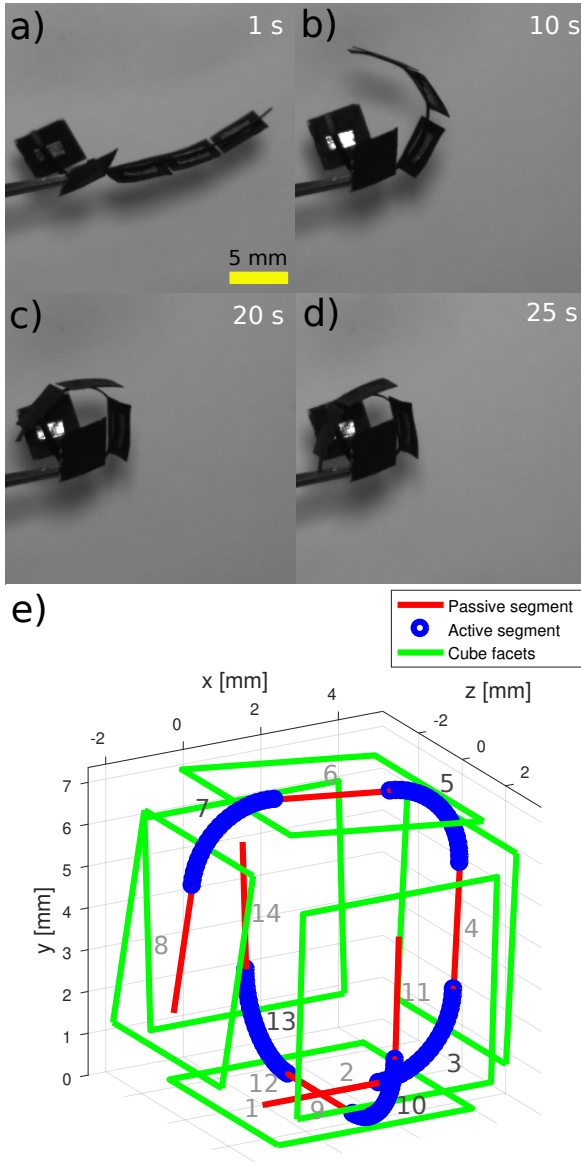 a)
1 s
b)
10 s
5 mm
c)
20 s
d)
25 s
e)
Passive segment
Active segment
Cube facets
x [mm]
z [mm]
-2
0
2
4
-2
0
2
y [mm]
7
6
5
4
3
2
1
0
6
5
7
4
8
14
11
13
3
12
2
1
9
10